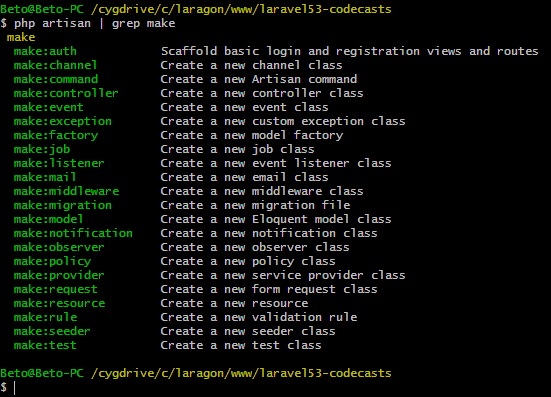 Beto@Beto-PC /cygdrive/c/laragon/www/laravel53-codecasts
$ php artisan | grep make
 make
  make:auth            Scaffold basic login and registration views and routes
  make:channel         Create a new channel class
  make:command         Create a new Artisan command
  make:controller      Create a new controller class
  make:event           Create a new event class
  make:exception       Create a new custom exception class
  make:factory         Create a new model factory
  make:job             Create a new job class
  make:listener        Create a new event listener class
  make:mail            Create a new email class
  make:middleware      Create a new middleware class
  make:migration       Create a new migration file
  make:model           Create a new Eloquent model class
  make:notification    Create a new notification class
  make:observer        Create a new observer class
  make:policy          Create a new policy class
  make:provider        Create a new service provider class
  make:request         Create a new form request class
  make:resource        Create a new resource
  make:rule            Create a new validation rule
  make:seeder          Create a new seeder class
  make:test            Create a new test class
Beto@Beto-PC /cygdrive/c/laragon/www/laravel53-codecasts
$